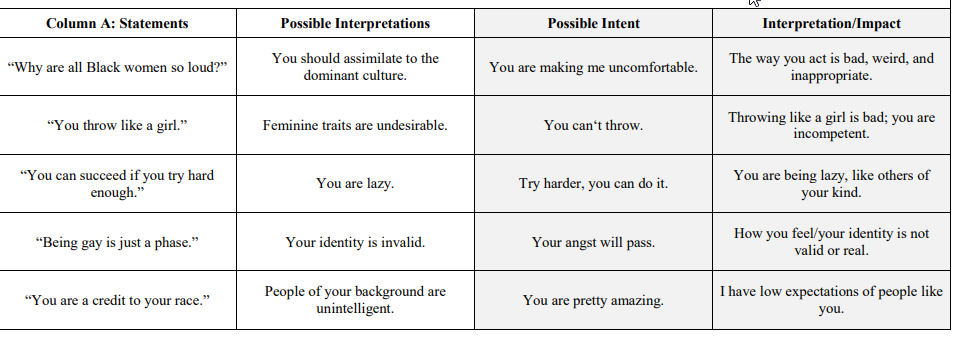 Column A: Statements Possible Interpretations Possible Intent Interpretation/Impact
“Why are all Black women so loud?” You should assimilate to the
dominant culture. You are making me uncomfortable. The way you act is bad, weird, and
inappropriate.
“You throw like a girl.” Feminine traits are undesirable. You can‘t throw. Throwing like a girl is bad; you are
incompetent.
“You can succeed if you try hard
enough.” You are lazy. Try harder, you can do it. You are being lazy, like others of
your kind.
“Being gay is just a phase.” Your identity is invalid. Your angst will pass. How you feel/your identity is not
valid or real.
“You are a credit to your race.” People of your background are
unintelligent. You are pretty amazing. I have low expectations of people like
you.